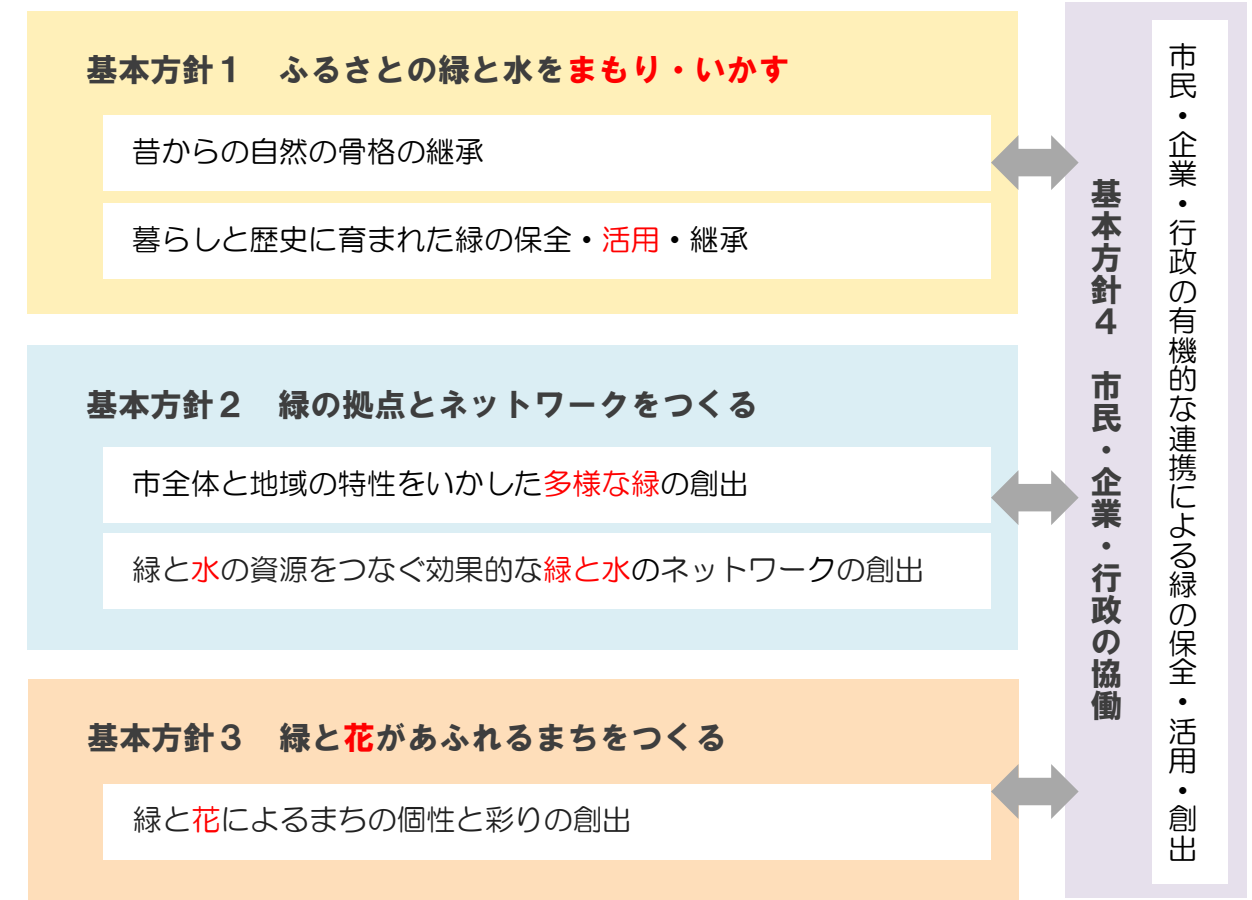 基本方針１　ふるさとの緑と水をまもり・いかす
昔からの自然の骨格の継承
暮らしと歴史に育まれた緑の保全・活用・継承
基本方針２　緑の拠点とネットワークをつくる
市全体と地域の特性をいかした多様な緑の創出
緑と水の資源をつなぐ効果的な緑と水のネットワークの創出
基本方針３　緑と花があふれるまちをつくる
緑と花によるまちの個性と彩りの創出
基本方針４　市民・企業・行政の協働
市民・企業・行政の有機的な連携による緑の保全・活用・創出